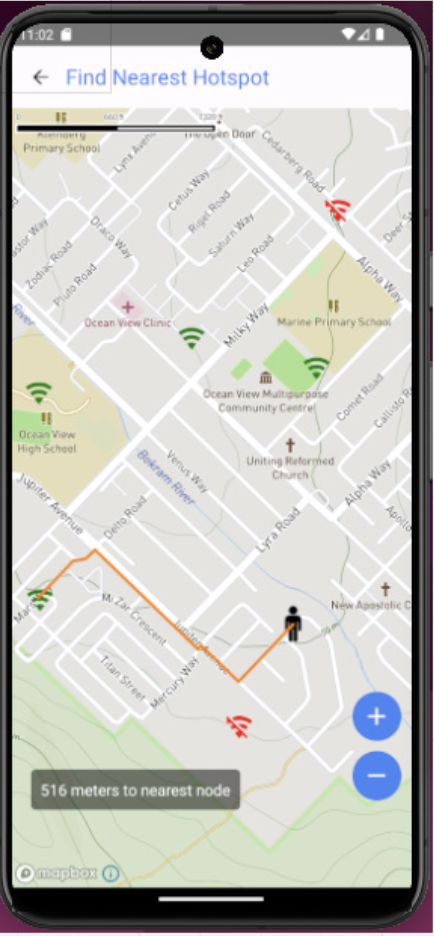 11:02
Find Nearest Hotspot
Primary School
The Open Door
Cedarberg Road
Lynx Avenue
Cetus Way
Rigel Road
Saturn Way
Leo Road
Draco Way
Zodiac Road
Pluto Road
River
Alpha Way
Ocean View Clinic
Milky Way
Marine Primary School
Ocean View Multipurpose
Community Centre
Comet Road
Ocean View
High School
Uniting Reformed
Church
Venus Way
Bokram River
Alpha Way
Jupiter Avenue
Delto Road
Lyra Road
New Apostolic C
Mizar Crescent
Jupiter Avenue
Titan Street
Mercury Way
516 meters to nearest node
mapbox